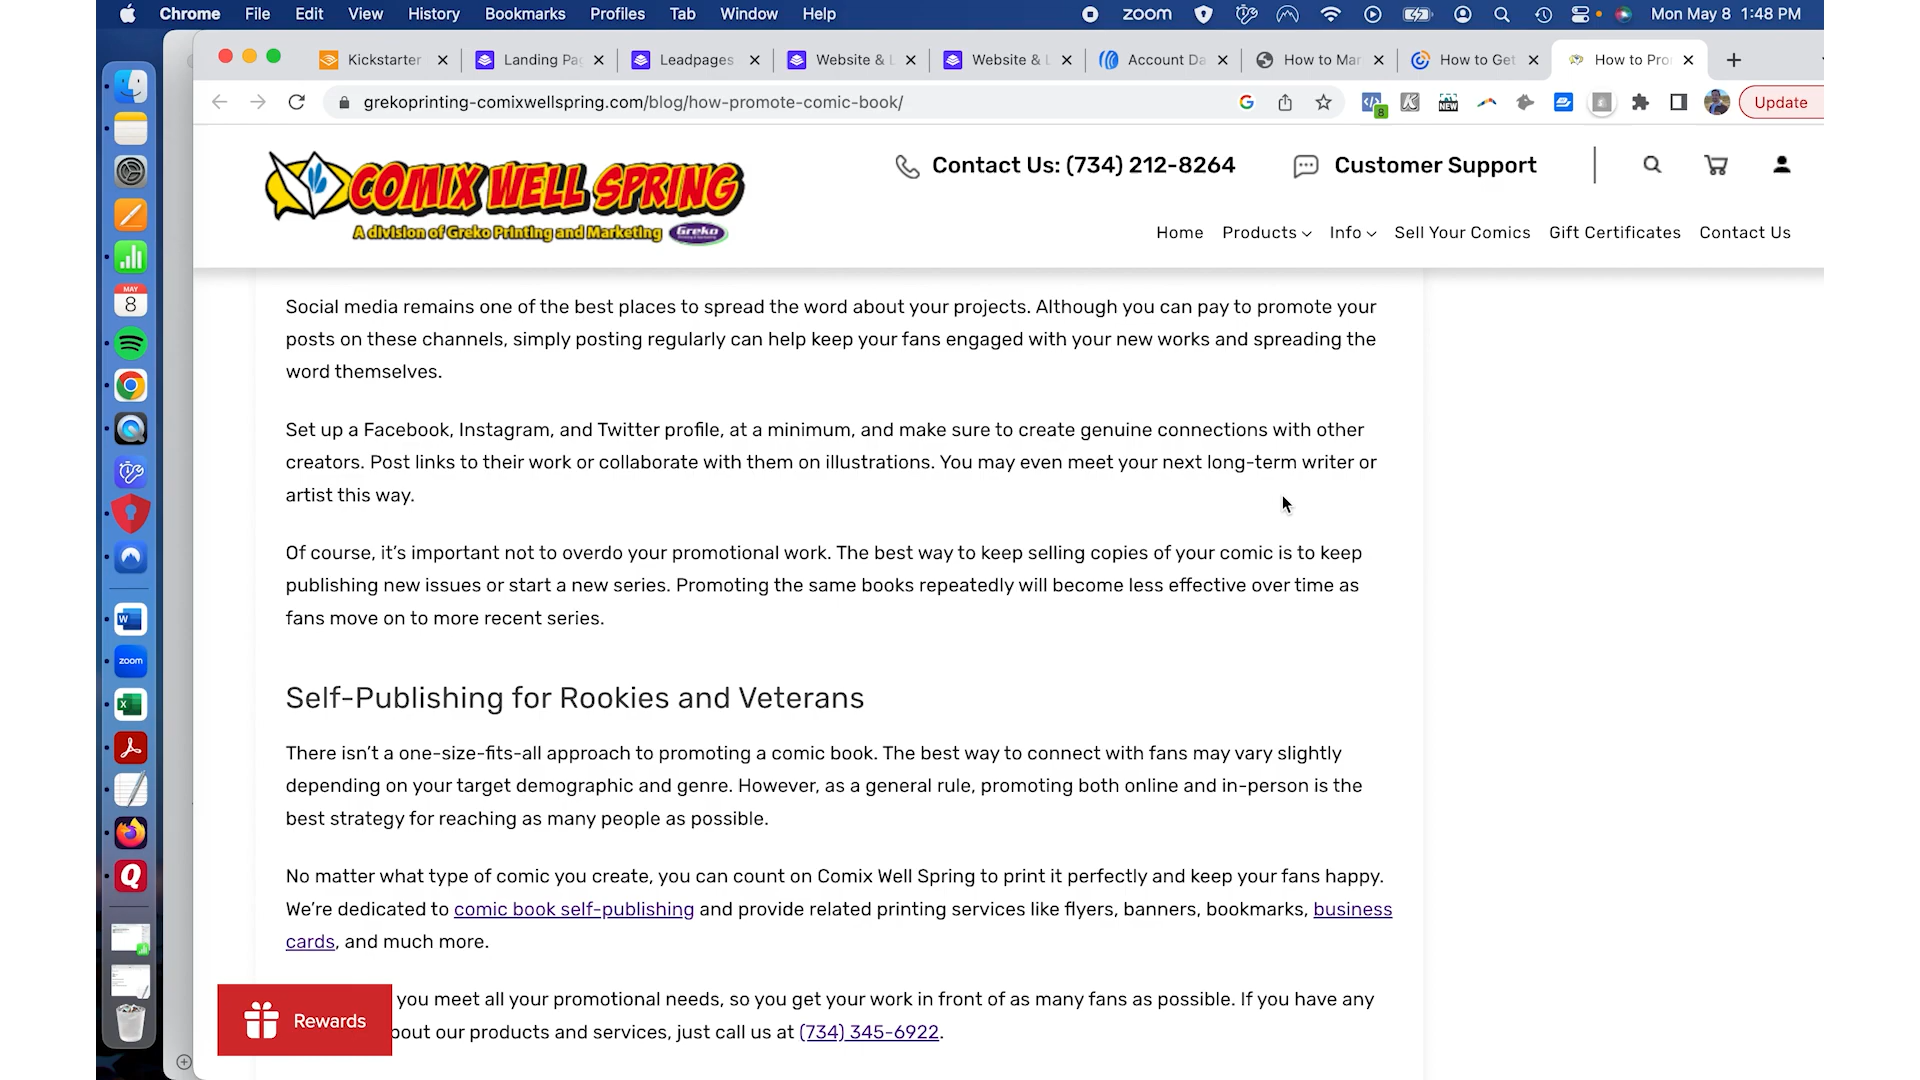 Chrome File Edit View History Bookmarks Profiles Tab Window Help zoom Mon May 8 1:48 PM
Kickstarter Landing Pa Leadpages Website & L Website & L Account Da How to Mar How to Get How to Pro
grekoprinting-comixwellspring.com/blog/how-promote-comic-book/ 8 NEW Update
COMIX WELL SPRING
A division of Greko Printing and Marketing Greko
Contact Us: (734) 212-8264 Customer Support
Home Products Info Sell Your Comics Gift Certificates Contact Us
MAY
8
zoom
Social media remains one of the best places to spread the word about your projects. Although you can pay to promote your
posts on these channels, simply posting regularly can help keep your fans engaged with your new works and spreading the
word themselves.
Set up a Facebook, Instagram, and Twitter profile, at a minimum, and make sure to create genuine connections with other
creators. Post links to their work or collaborate with them on illustrations. You may even meet your next long-term writer or
artist this way.
Of course, it’s important not to overdo your promotional work. The best way to keep selling copies of your comic is to keep
publishing new issues or start a new series. Promoting the same books repeatedly will become less effective over time as
fans move on to more recent series.
Self-Publishing for Rookies and Veterans
There isn’t a one-size-fits-all approach to promoting a comic book. The best way to connect with fans may vary slightly
depending on your target demographic and genre. However, as a general rule, promoting both online and in-person is the
best strategy for reaching as many people as possible.
No matter what type of comic you create, you can count on Comix Well Spring to print it perfectly and keep your fans happy.
We’re dedicated to comic book self-publishing and provide related printing services like flyers, banners, bookmarks, business
cards, and much more.
you meet all your promotional needs, so you get your work in front of as many fans as possible. If you have any
bout our products and services, just call us at (734) 345-6922.
Rewards